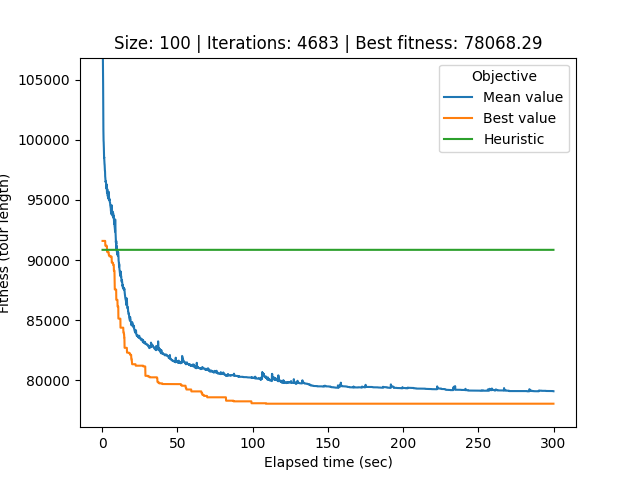 Size: 100 | Iterations: 4683 | Best fitness: 78068.29
Objective
Mean value
Best value
Heuristic
Fitness (tour length)
105000
100000
95000
90000
85000
80000
0 50 100 150 200 250 300
Elapsed time (sec)